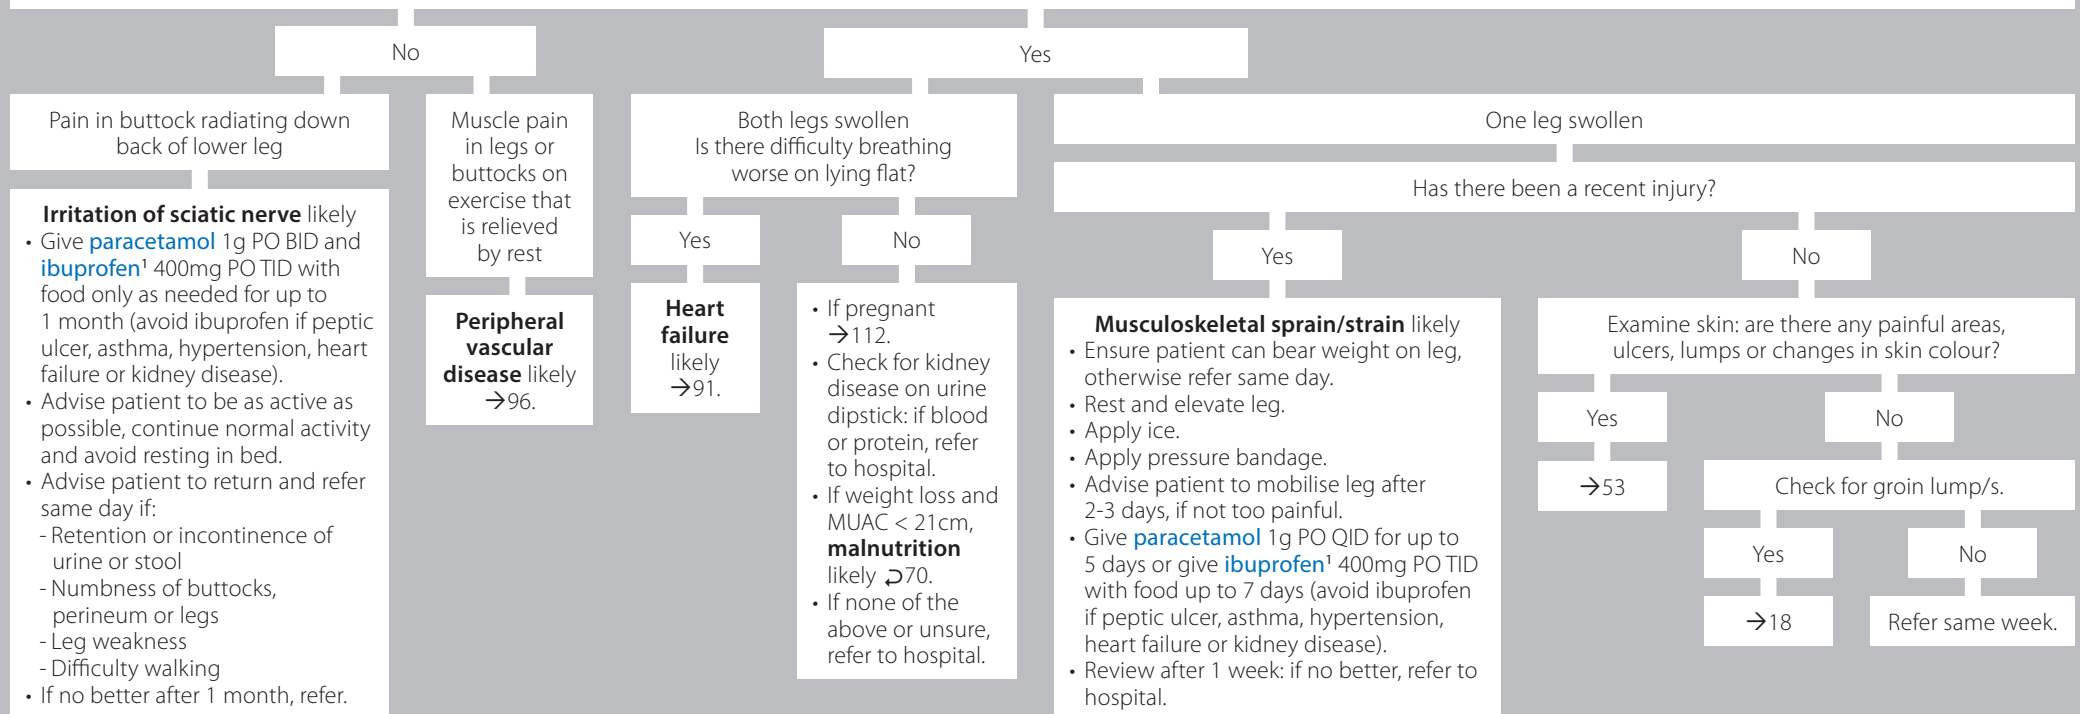 No
Yes
Pain in buttock radiating down
back of lower leg
Irritation of sciatic nerve likely
• Give paracetamol 1g PO BID and
ibuprofen¹ 400mg PO TID with
food only as needed for up to
1 month (avoid ibuprofen if peptic
ulcer, asthma, hypertension, heart
failure or kidney disease).
• Advise patient to be as active as
possible, continue normal activity
and avoid resting in bed.
• Advise patient to return and refer
same day if:
- Retention or incontinence of
urine or stool
- Numbness of buttocks,
perineum or legs
- Leg weakness
- Difficulty walking
• If no better after 1 month, refer.
Muscle pain
in legs or
buttocks on
exercise that
is relieved
by rest
Peripheral
vascular
disease likely
→96.
Both legs swollen
Is there difficulty breathing
worse on lying flat?
Yes
Heart
failure
likely
→91.
No
• If pregnant
→112.
• Check for kidney
disease on urine
dipstick: if blood
or protein, refer
to hospital.
• If weight loss and
MUAC < 21cm,
malnutrition
likely ⊃70.
• If none of the
above or unsure,
refer to hospital.
One leg swollen
Has there been a recent injury?
Yes
Musculoskeletal sprain/strain likely
• Ensure patient can bear weight on leg,
otherwise refer same day.
• Rest and elevate leg.
• Apply ice.
• Apply pressure bandage.
• Advise patient to mobilise leg after
2-3 days, if not too painful.
• Give paracetamol 1g PO QID for up to
5 days or give ibuprofen¹ 400mg PO TID
with food up to 7 days (avoid ibuprofen
if peptic ulcer, asthma, hypertension,
heart failure or kidney disease).
• Review after 1 week: if no better, refer to
hospital.
No
Examine skin: are there any painful areas,
ulcers, lumps or changes in skin colour?
Yes
→53
No
Check for groin lump/s.
Yes
→18
No
Refer same week.